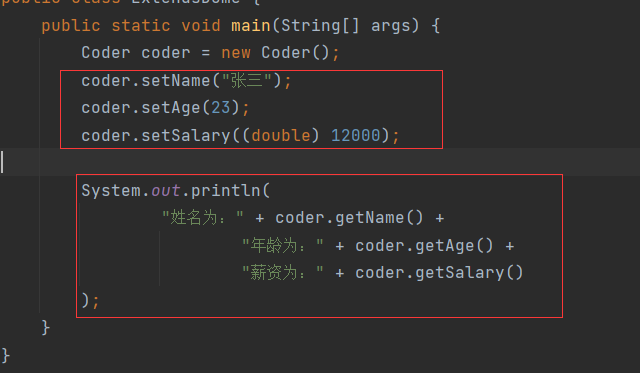 public class ExtendsDome {
public static void main(String[] args) {
Coder coder = new Coder();
coder.setName("张三");
coder.setAge(23);
coder.setSalary((double) 12000);
System.out.println(
"姓名为：" + coder.getName() +
"年龄为：" + coder.getAge() +
"薪资为：" + coder.getSalary()
);
}
}